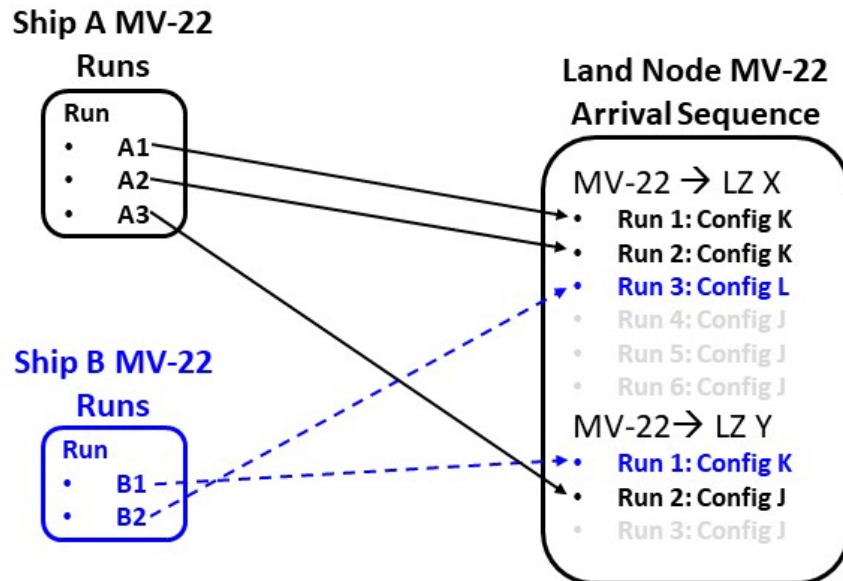 Ship A MV-22
Runs
Run
• A1
• A2
• A3
Ship B MV-22
Runs
Run
• B1
• B2
Land Node MV-22
Arrival Sequence
MV-22 → LZ X
• Run 1: Config K
• Run 2: Config K
• Run 3: Config L
• Run 4: Config J
• Run 5: Config J
• Run 6: Config J
MV-22→ LZ Y
• Run 1: Config K
• Run 2: Config J
• Run 3: Config J